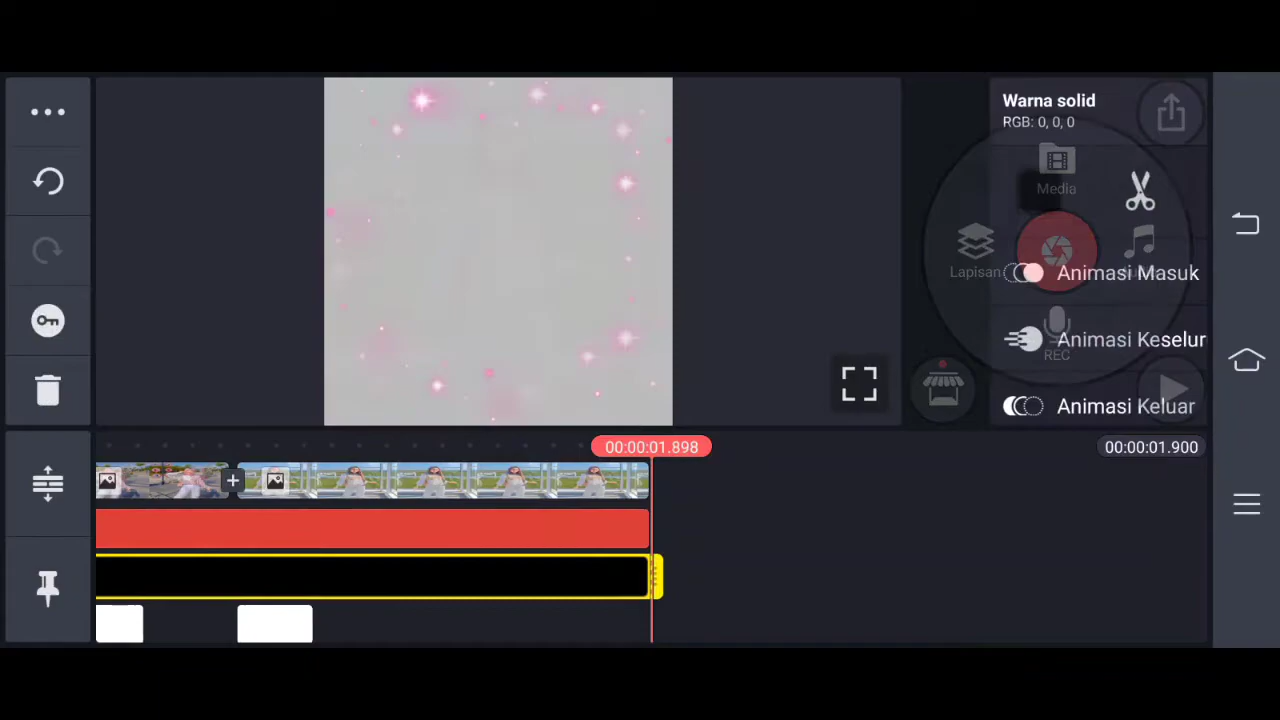 Warna solid
RGB: 0, 0, 0
Media
Lapisan
Animasi Masuk
REC
Animasi Keselur
Animasi Keluar
00:00:01.898
00:00:01.900